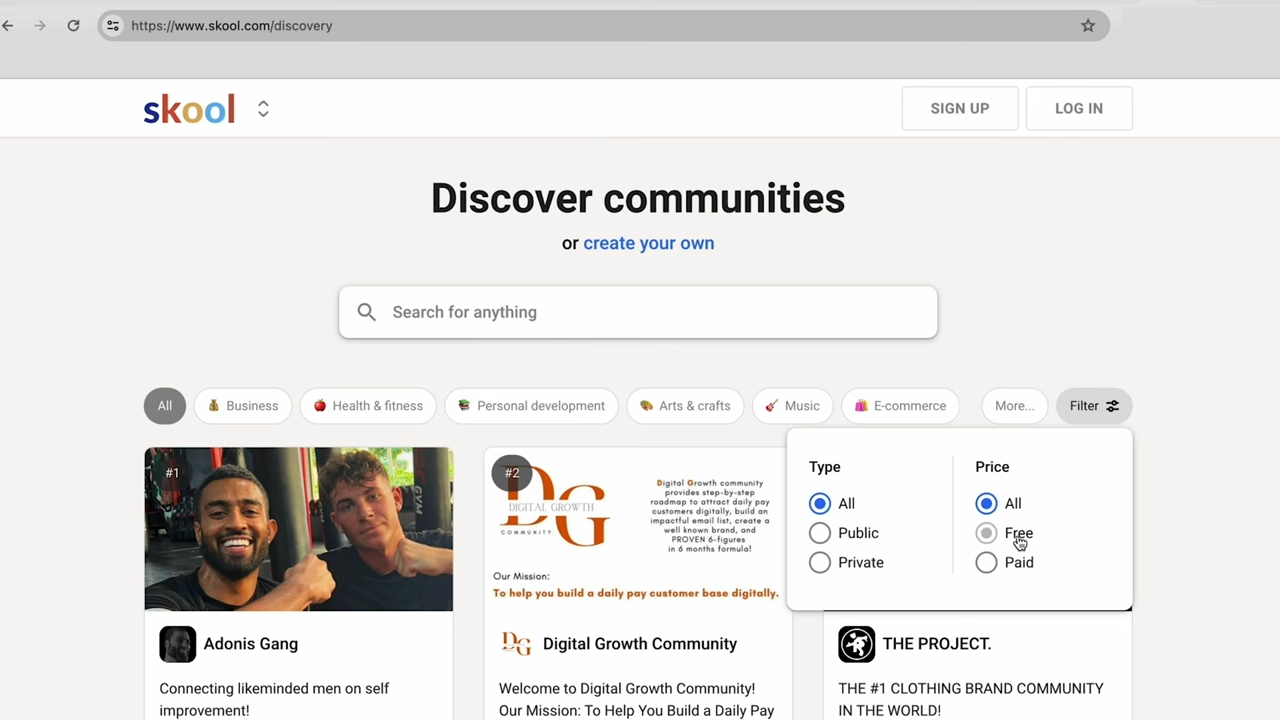 https://www.skool.com/discovery
skool
SIGN UP
LOG IN
Discover communities
or create your own
Search for anything
All
Business
Health & fitness
Personal development
Arts & crafts
Music
E-commerce
More...
Filter
Type
Price
All
All
Public
Free
Private
Paid
#1
#2
DG
DIGITAL GROWTH
COMMUNITY
Digital Growth community
provides step-by-step
roadmap to attract daily pay
customers digitally, build an
impactful email list, create a
well known brand, and
PROVEN 6-figures
in 6 months formula!
Our Mission:
To help you build a daily pay customer base digitally.
Adonis Gang
Connecting likeminded men on self
improvement!
DG
Digital Growth Community
Welcome to Digital Growth Community!
Our Mission: To Help You Build a Daily Pay
THE PROJECT.
THE #1 CLOTHING BRAND COMMUNITY
IN THE WORLD!